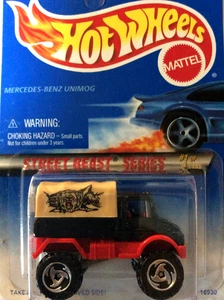 Hot Wheels
MATTEL
MERCEDES-BENZ UNIMOG
WARNING:
CHOKING HAZARD – Small parts
Not for children under 3 years.
STREET BEAST SERIES
16930